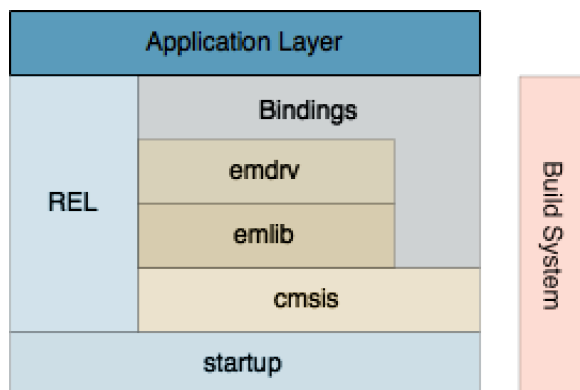 Application Layer
Bindings
emdrv
REL
emlib
cmsis
startup
Build System